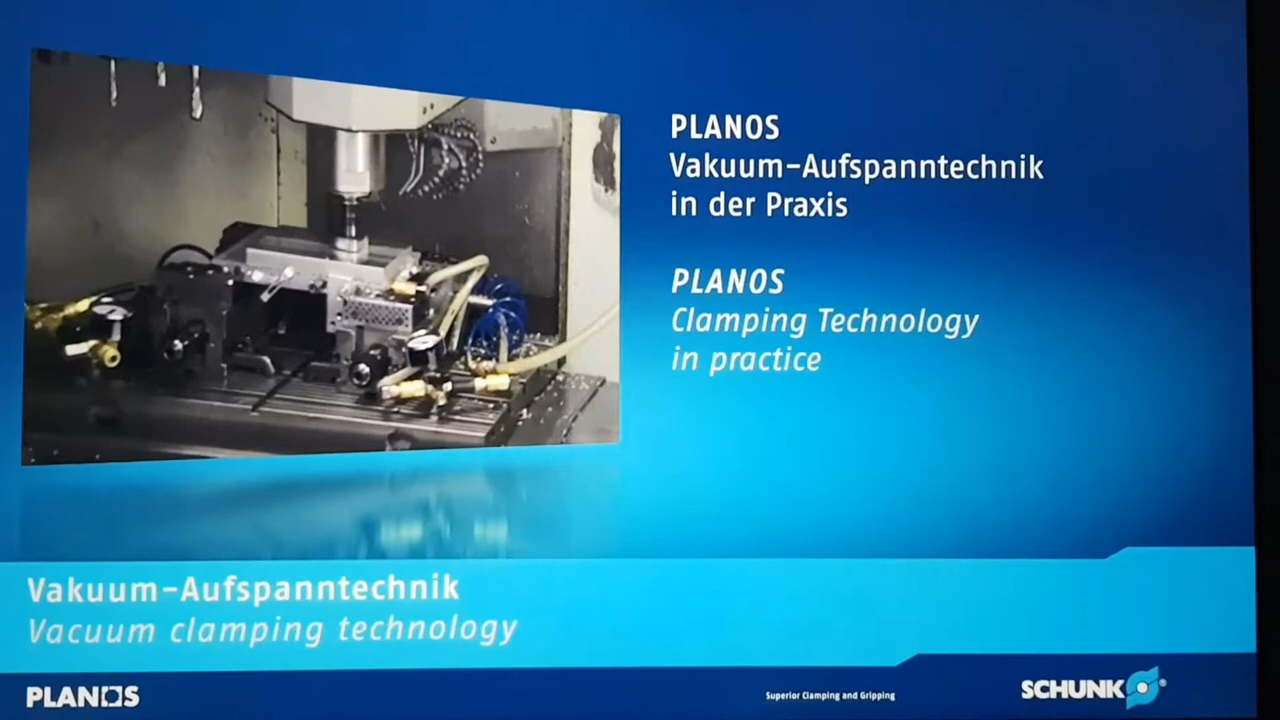 PLANOS
Vakuum-Aufspanntechnik
in der Praxis
PLANOS
Clamping Technology
in practice
Vakuum-Aufspanntechnik
Vacuum clamping technology
PLANOS
Superior Clamping and Gripping
SCHUNK®